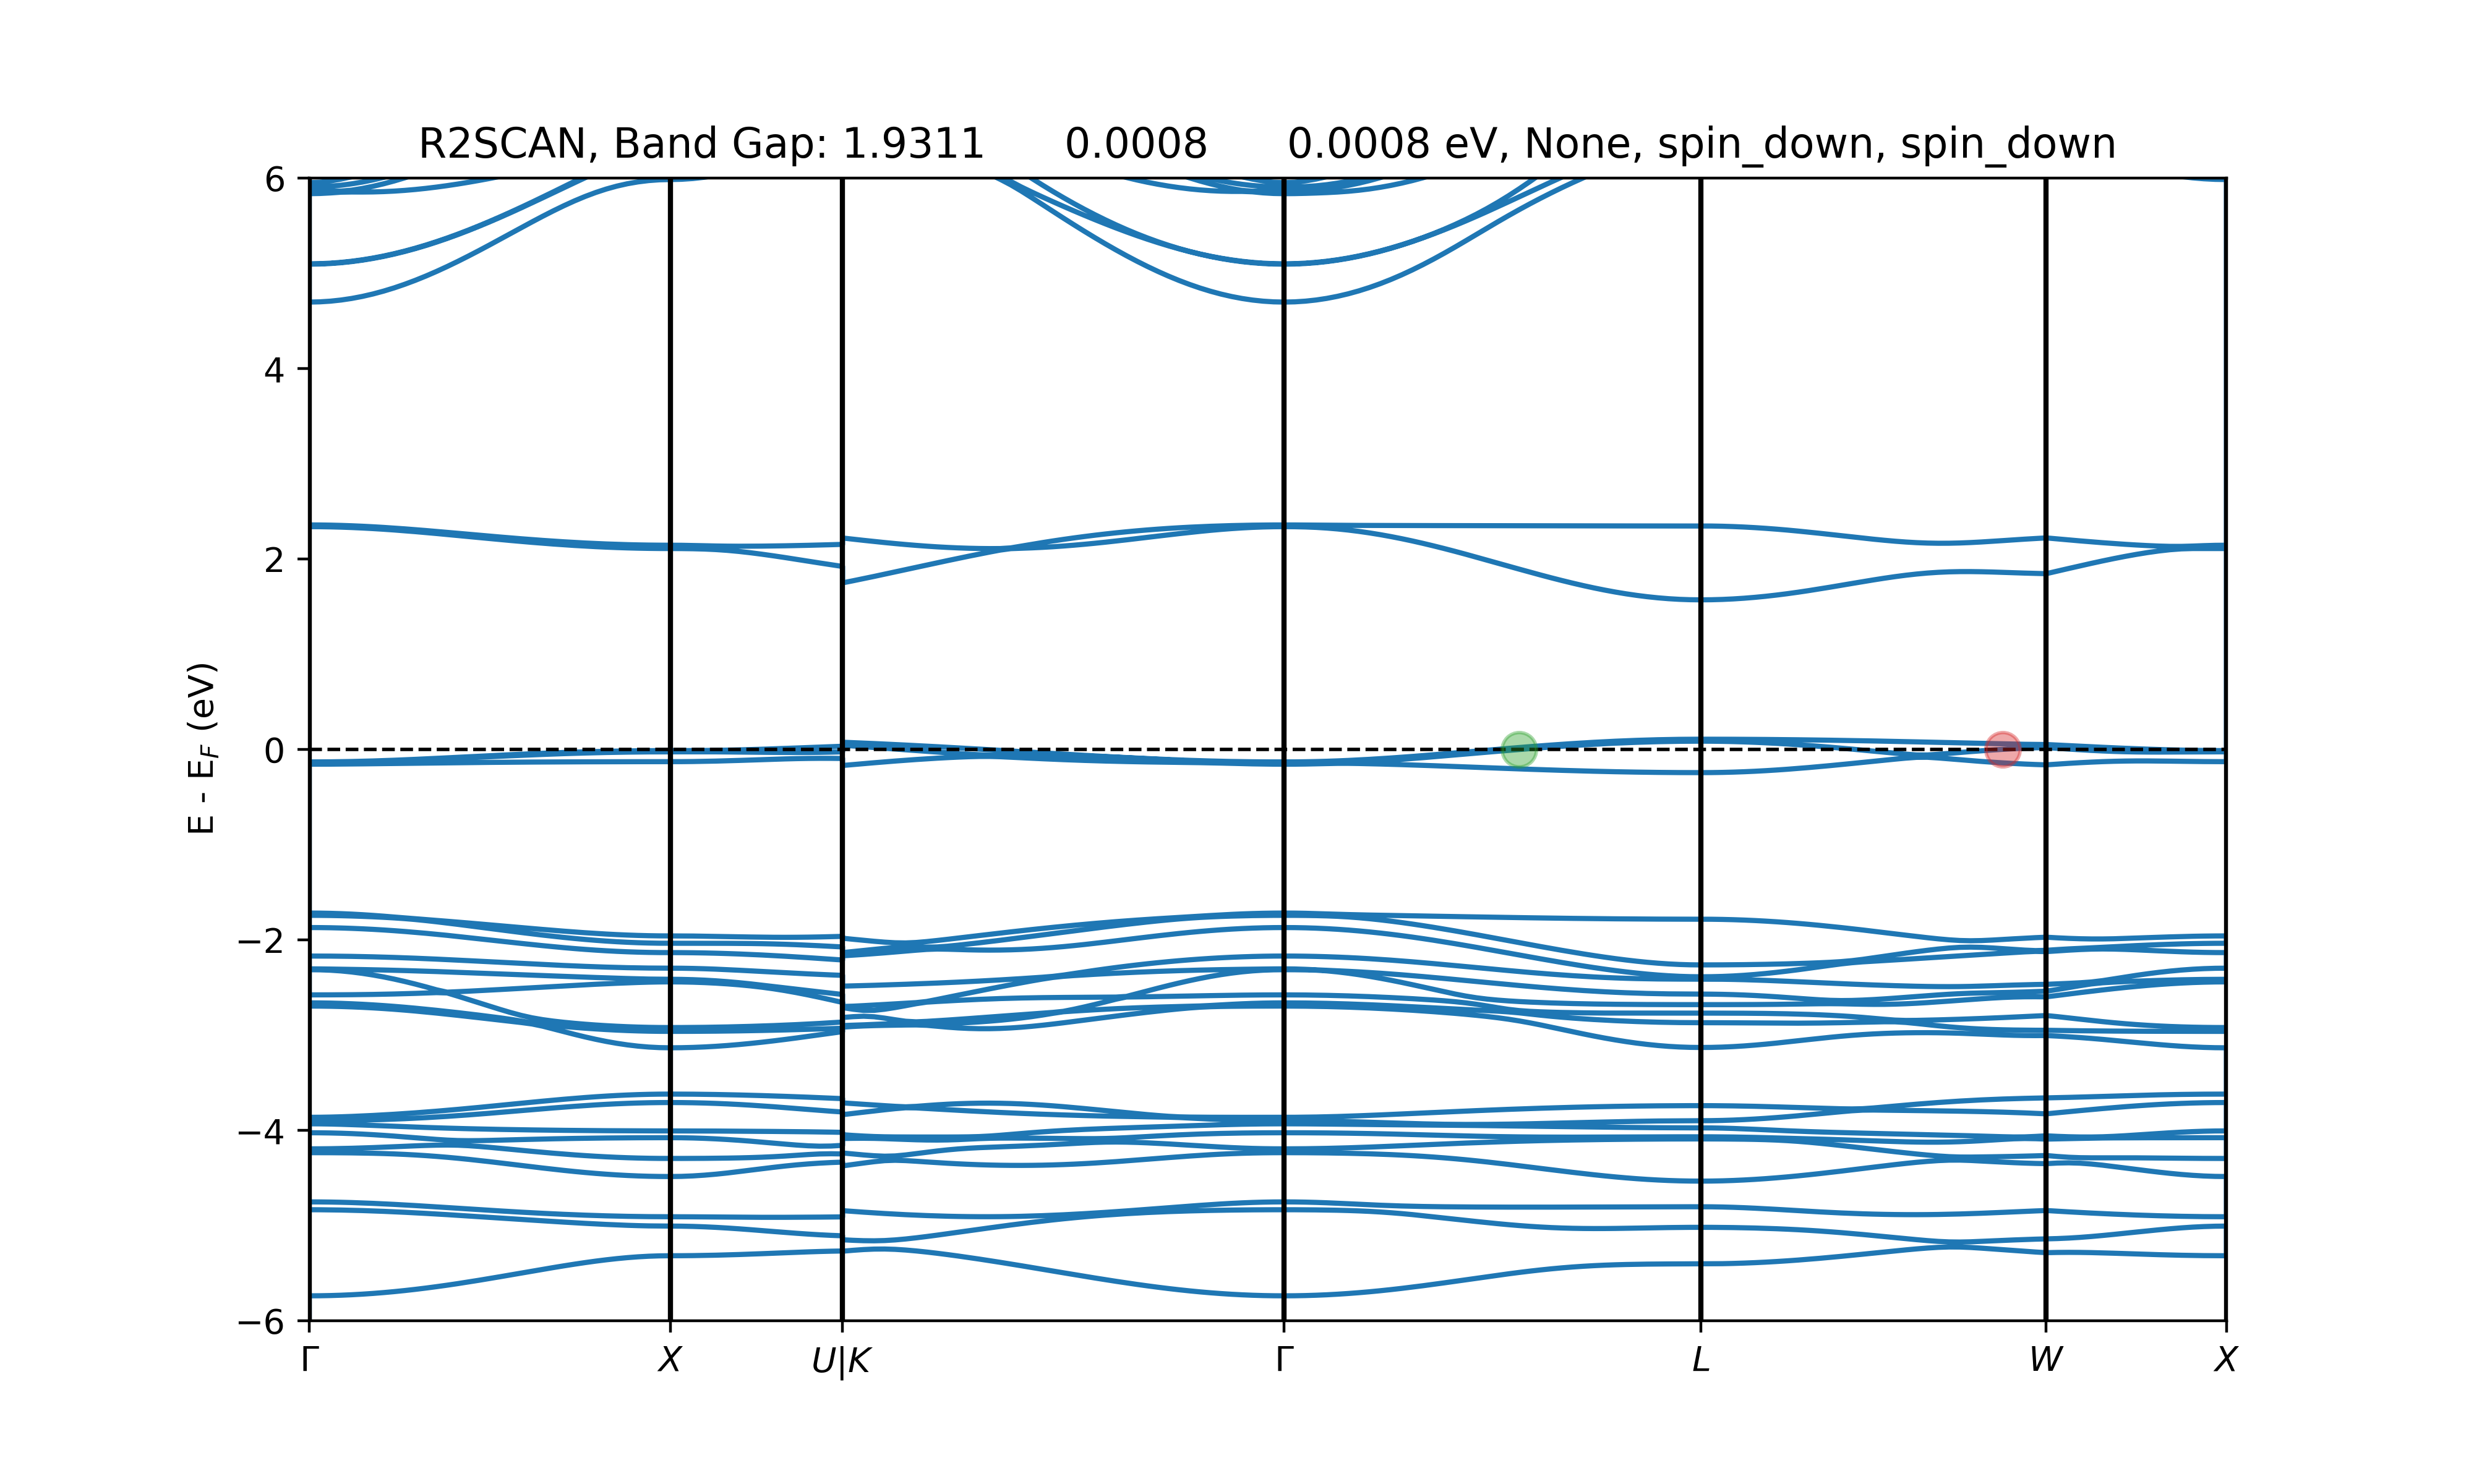 R2SCAN, Band Gap: 1.9311 0.0008 0.0008 eV, None, spin_down, spin_down
6
4
2
0
−2
−4
−6
E - E_F (eV)
Γ X U|K Γ L W X